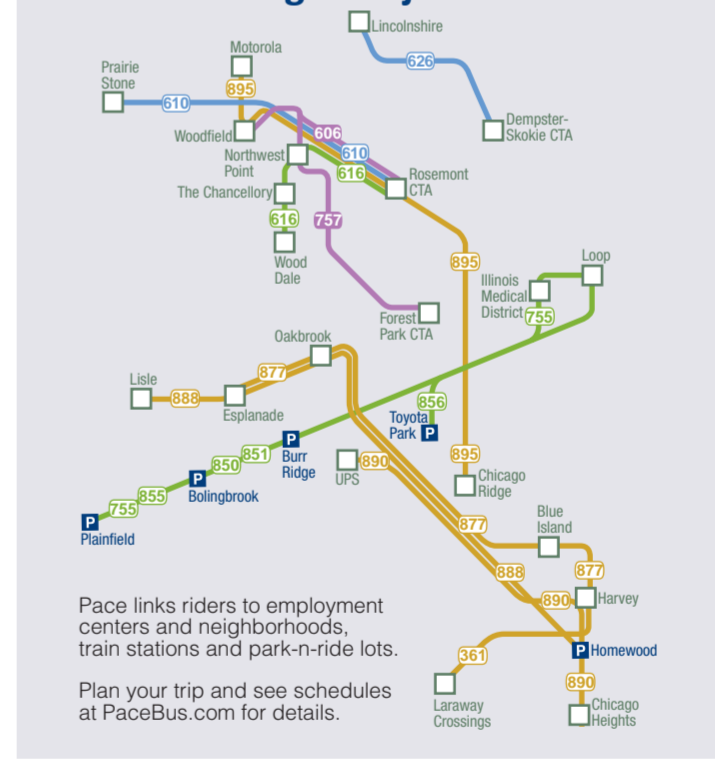 Lincolnshire
626
Dempster-
Skokie CTA
Motorola
895
Prairie
Stone
610
Woodfield
606
Northwest
Point
610
616
Rosemont
CTA
The Chancellory
616
757
Wood
Dale
895
Loop
Illinois
Medical
District
755
Forest
Park CTA
Oakbrook
877
Lisle
888
Esplanade
856
Toyota
Park
P
P
Burr
Ridge
851
850
P
Bolingbrook
855
755
P
Plainfield
UPS
890
895
Chicago
Ridge
Blue
Island
877
877
888
890
Harvey
P
Homewood
361
890
Laraway
Crossings
Chicago
Heights
Pace links riders to employment
centers and neighborhoods,
train stations and park-n-ride lots.
Plan your trip and see schedules
at PaceBus.com for details.